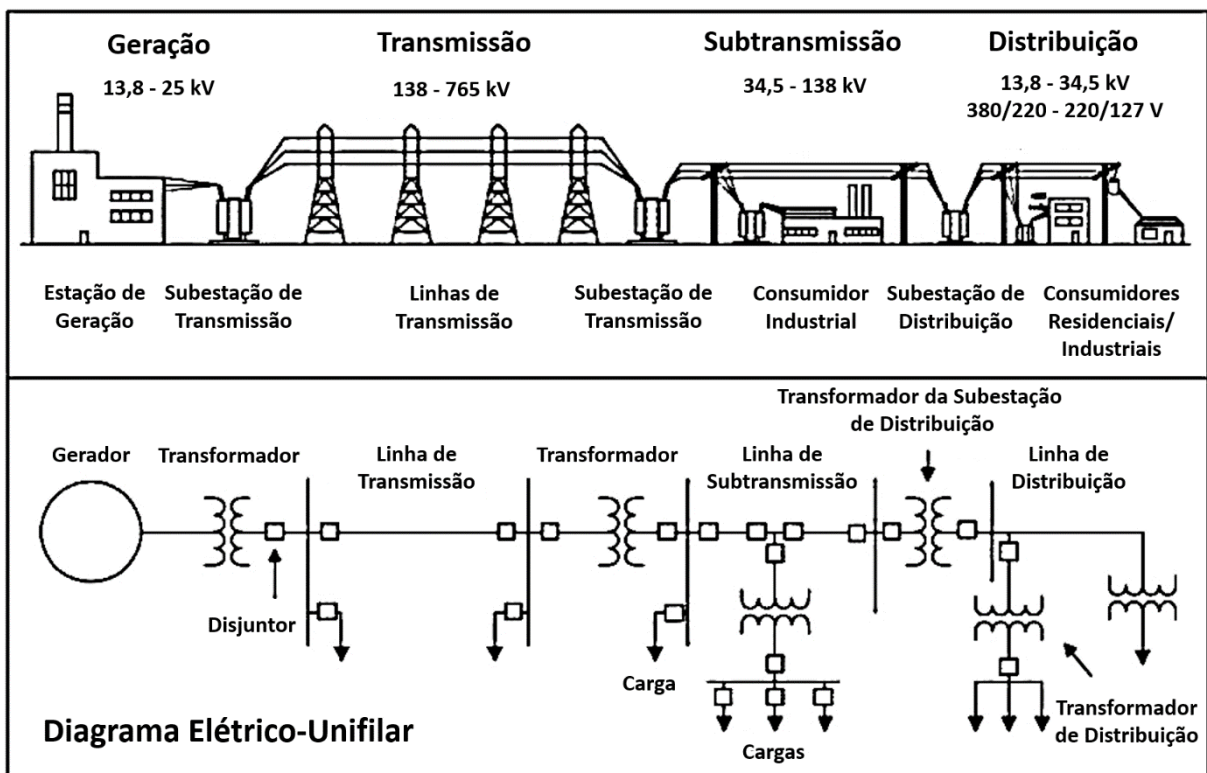 Geração
13,8 - 25 kV
Transmissão
138 - 765 kV
Subtransmissão
34,5 - 138 kV
Distribuição
13,8 - 34,5 kV
380/220 - 220/127 V
Estação de
Geração
Subestação de
Transmissão
Linhas de
Transmissão
Subestação de
Transmissão
Consumidor
Industrial
Subestação de
Distribuição
Consumidores
Residenciais/
Industriais
Transformador da Subestação
de Distribuição
Gerador
Transformador
Linha de
Transmissão
Transformador
Linha de
Subtransmissão
Linha de
Distribuição
Disjuntor
Carga
Cargas
Transformador
de Distribuição
Diagrama Elétrico-Unifilar